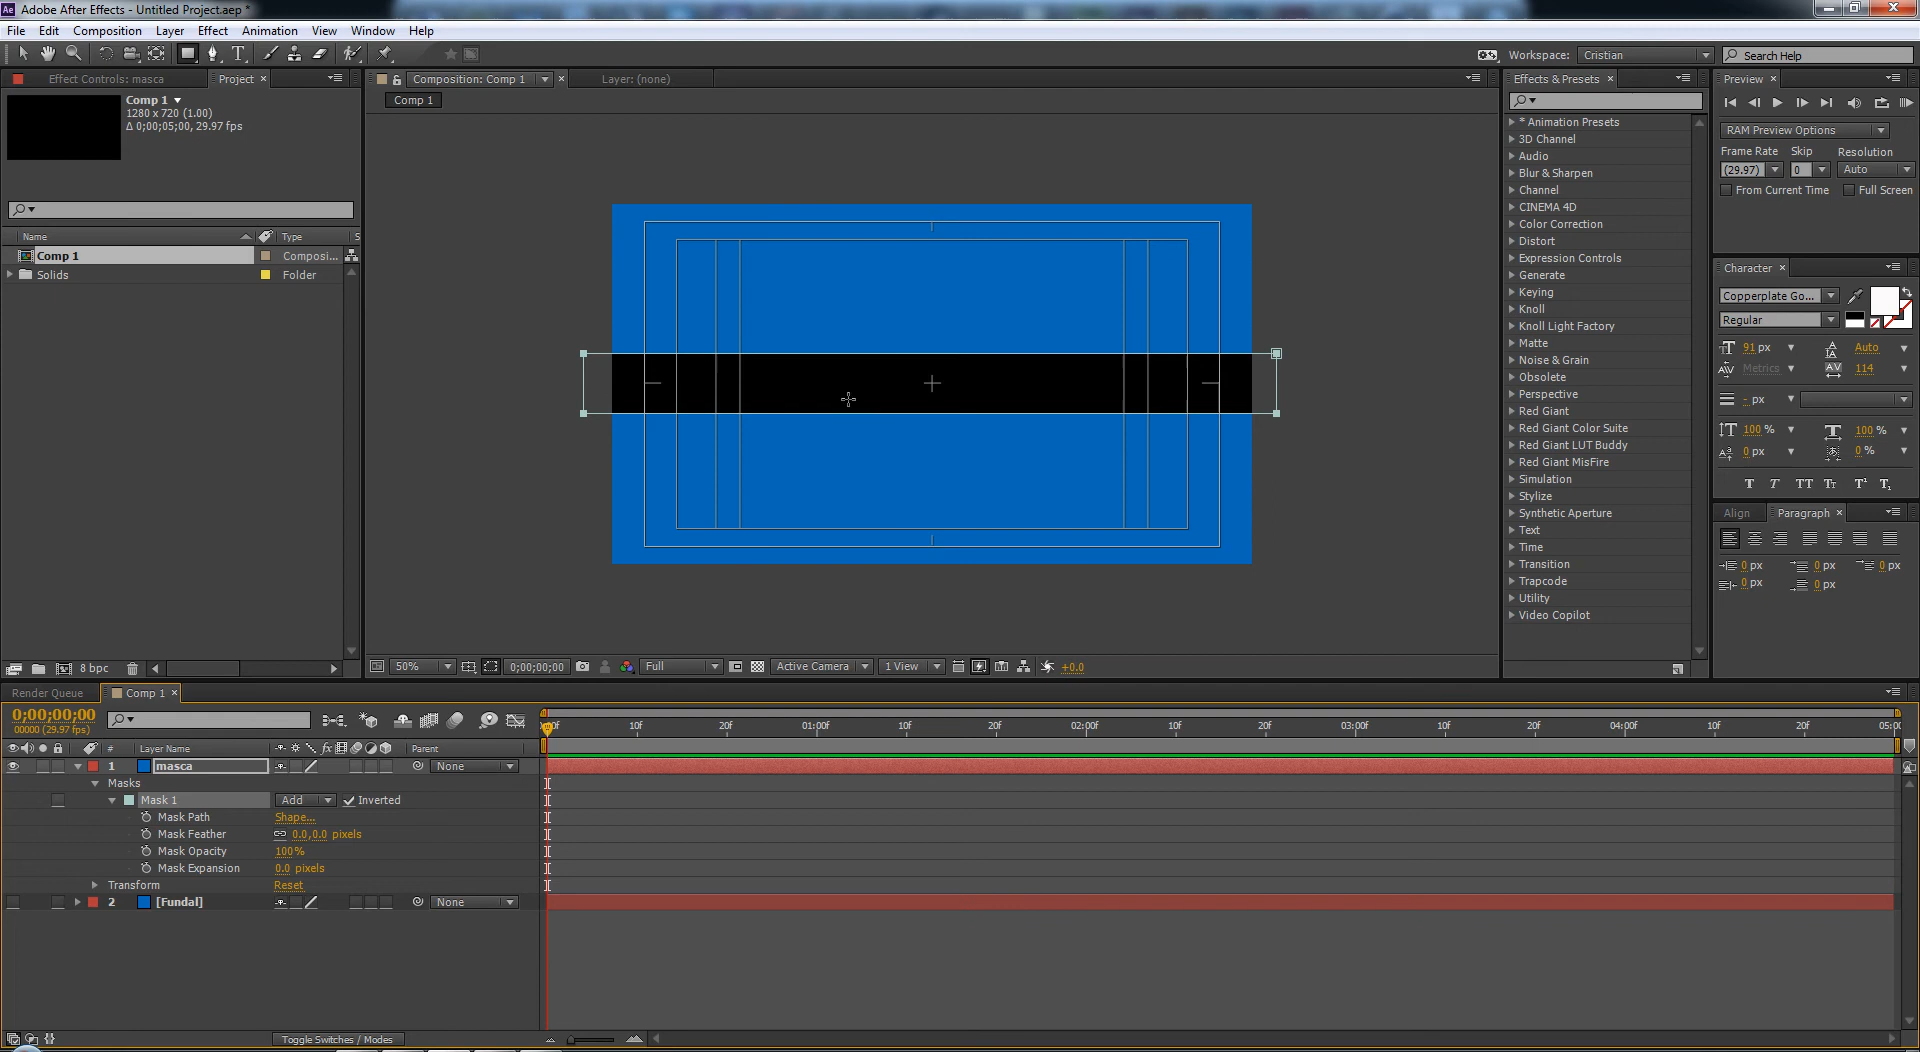 Ae Adobe After Effects - Untitled Project.aep *
File Edit Composition Layer Effect Animation View Window Help
T
Workspace: Cristian
Search Help
Effect Controls: masca
Project
Comp 1
1280 x 720 (1.00)
Δ 0;00;05;00, 29.97 fps
Name Type S
Comp 1 Composi...
Solids Folder
8 bpc
Composition: Comp 1
Layer: (none)
Comp 1
50%
0;00;00;00
Full
Active Camera
1 View
+0.0
Effects & Presets
* Animation Presets
3D Channel
Audio
Blur & Sharpen
Channel
CINEMA 4D
Color Correction
Distort
Expression Controls
Generate
Keying
Knoll
Knoll Light Factory
Matte
Noise & Grain
Obsolete
Perspective
Red Giant
Red Giant Color Suite
Red Giant LUT Buddy
Red Giant MisFire
Simulation
Stylize
Synthetic Aperture
Text
Time
Transition
Trapcode
Utility
Video Copilot
Preview
RAM Preview Options
Frame Rate Skip Resolution
(29.97) 0 Auto
From Current Time Full Screen
Character
Copperplate Go...
Regular
91 px Auto
Metrics 114
- px
100 % 100 %
0 px 0 %
T T TT Tt T¹ T₁
Align Paragraph
0 px 0 px 0 px
0 px 0 px
Render Queue
Comp 1
0;00;00;00
00000 (29.97 fps)
:00f 10f 20f 01:00f 10f 20f 02:00f 10f 20f 03:00f 10f 20f 04:00f 10f 20f 05:00
# Layer Name fx Parent
1 masca None
Masks
Mask 1 Add Inverted
Mask Path Shape...
Mask Feather 0.0,0.0 pixels
Mask Opacity 100%
Mask Expansion 0.0 pixels
Transform Reset
2 [Fundal] None
Toggle Switches / Modes